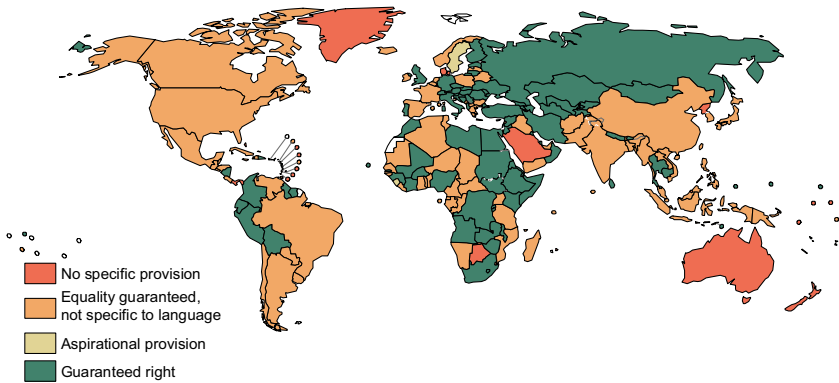 No specific provision
Equality guaranteed,
not specific to language
Aspirational provision
Guaranteed right